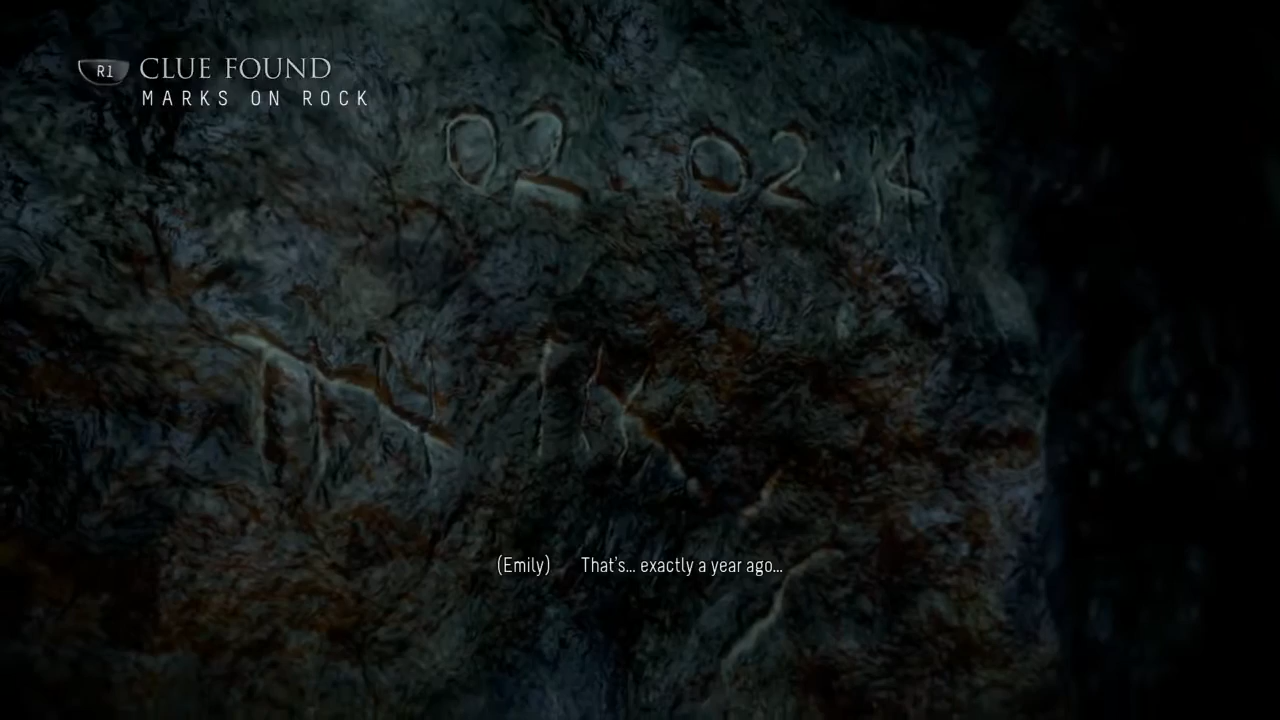 R1 CLUE FOUND
MARKS ON ROCK
02.02.14
(Emily) That's... exactly a year ago...